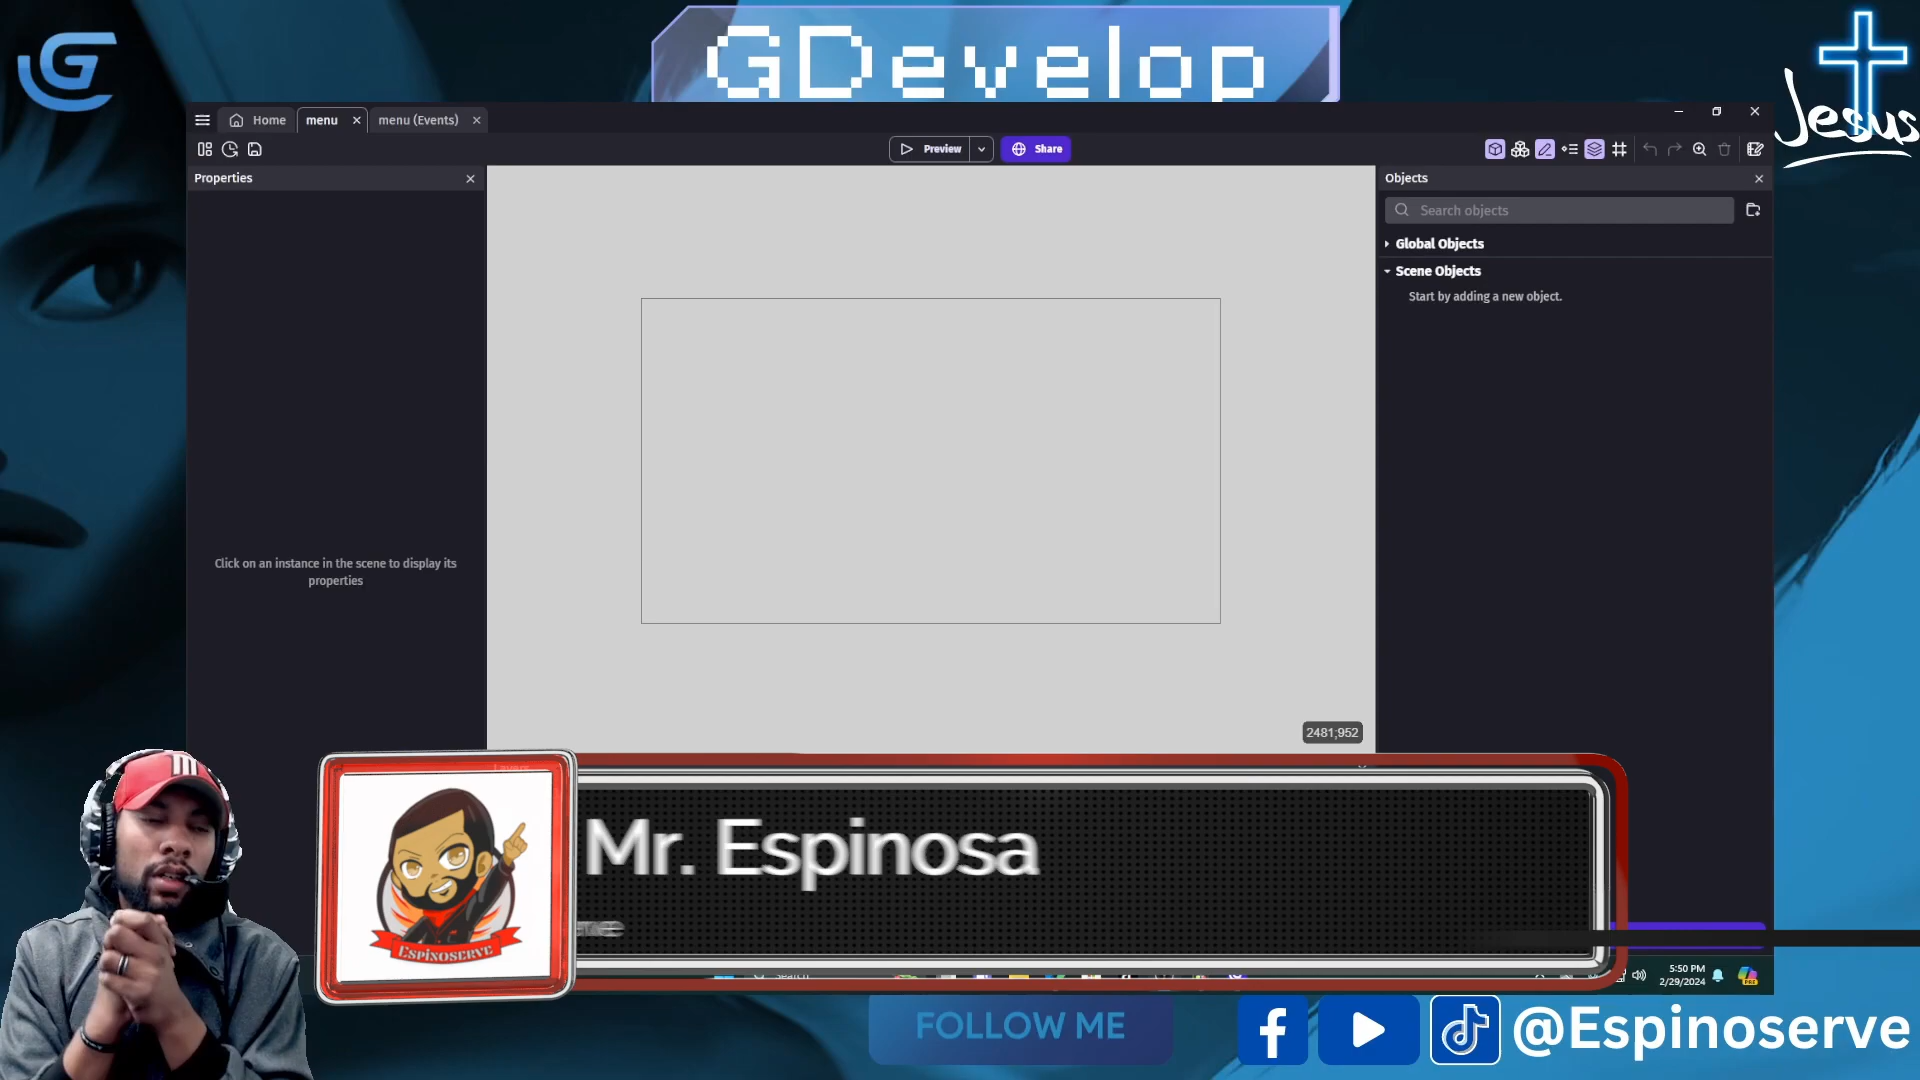 GDevelop
Jesus
Home
menu
menu (Events)
Preview
Share
Properties
Objects
Search objects
Global Objects
Scene Objects
Start by adding a new object.
Click on an instance in the scene to display its
properties
2481;952
Mr. Espinosa
ESPINOSERVE
5:50 PM
2/29/2024
FOLLOW ME
@Espinoserve